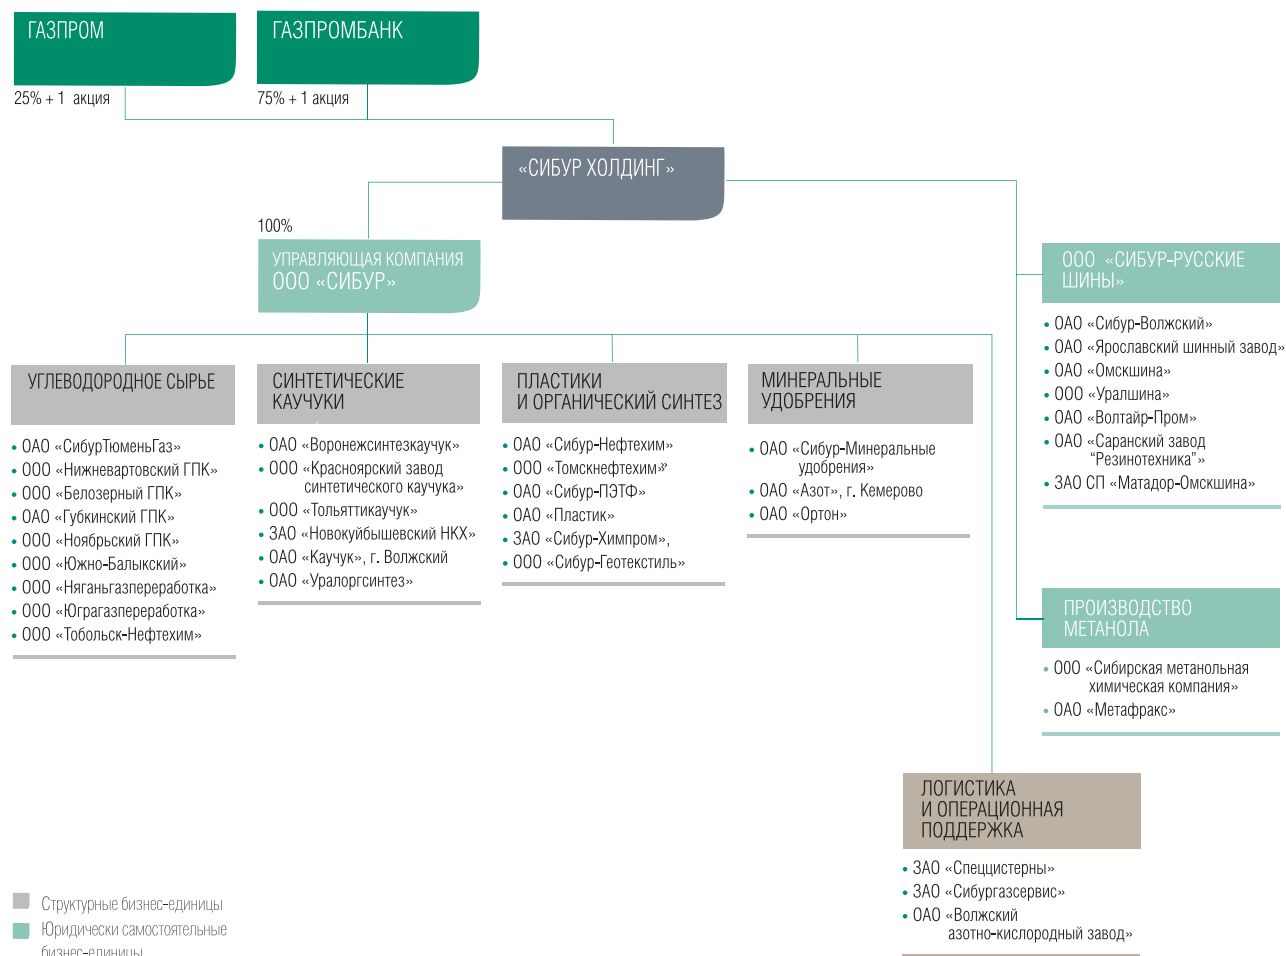 ГАЗПРОМ
ГАЗПРОМБАНК
25% + 1 акция
75% + 1 акция
«СИБУР ХОЛДИНГ»
100%
УПРАВЛЯЮЩАЯ КОМПАНИЯ
ООО «СИБУР»
УГЛЕВОДОРОДНОЕ СЫРЬЕ
• ОАО «СибурТюменьГаз»
• ООО «Нижневартовский ГПК»
• ООО «Белозерный ГПК»
• ОАО «Губкинский ГПК»
• ООО «Ноябрьский ГПК»
• ООО «Южно-Балыкский»
• ООО «Няганьгазпереработка»
• ООО «Юграгазпереработка»
• ООО «Тобольск-Нефтехим»
СИНТЕТИЧЕСКИЕ
КАУЧУКИ
• ОАО «Воронежсинтезкаучук»
• ООО «Красноярский завод
синтетического каучука»
• ООО «Тольяттикаучук»
• ЗАО «Новокуйбышевский НКХ»
• ОАО «Каучук», г. Волжский
• ОАО «Уралоргсинтез»
ПЛАСТИКИ
И ОРГАНИЧЕСКИЙ СИНТЕЗ
• ОАО «Сибур-Нефтехим»
• ООО «Томскнефтехим»
• ОАО «Сибур-ПЭТФ»
• ОАО «Пластик»
• ЗАО «Сибур-Химпром»,
• ООО «Сибур-Геотекстиль»
МИНЕРАЛЬНЫЕ
УДОБРЕНИЯ
• ОАО «Сибур-Минеральные
удобрения»
• ОАО «Азот», г. Кемерово
• ОАО «Ортон»
ООО «СИБУР-РУССКИЕ
ШИНЫ»
• ОАО «Сибур-Волжский»
• ОАО «Ярославский шинный завод»
• ОАО «Омскшина»
• ООО «Уралшина»
• ОАО «Волтайр-Пром»
• ОАО «Саранский завод
"Резинотехника"»
• ЗАО СП «Матадор-Омскшина»
ПРОИЗВОДСТВО
МЕТАНОЛА
• ООО «Сибирская метанольная
химическая компания»
• ОАО «Метафракс»
ЛОГИСТИКА
И ОПЕРАЦИОННАЯ
ПОДДЕРЖКА
• ЗАО «Спеццистерны»
• ЗАО «Сибургазсервис»
• ОАО «Волжский
азотно-кислородный завод»
Структурные бизнес-единицы
Юридически самостоятельные
бизнес-единицы